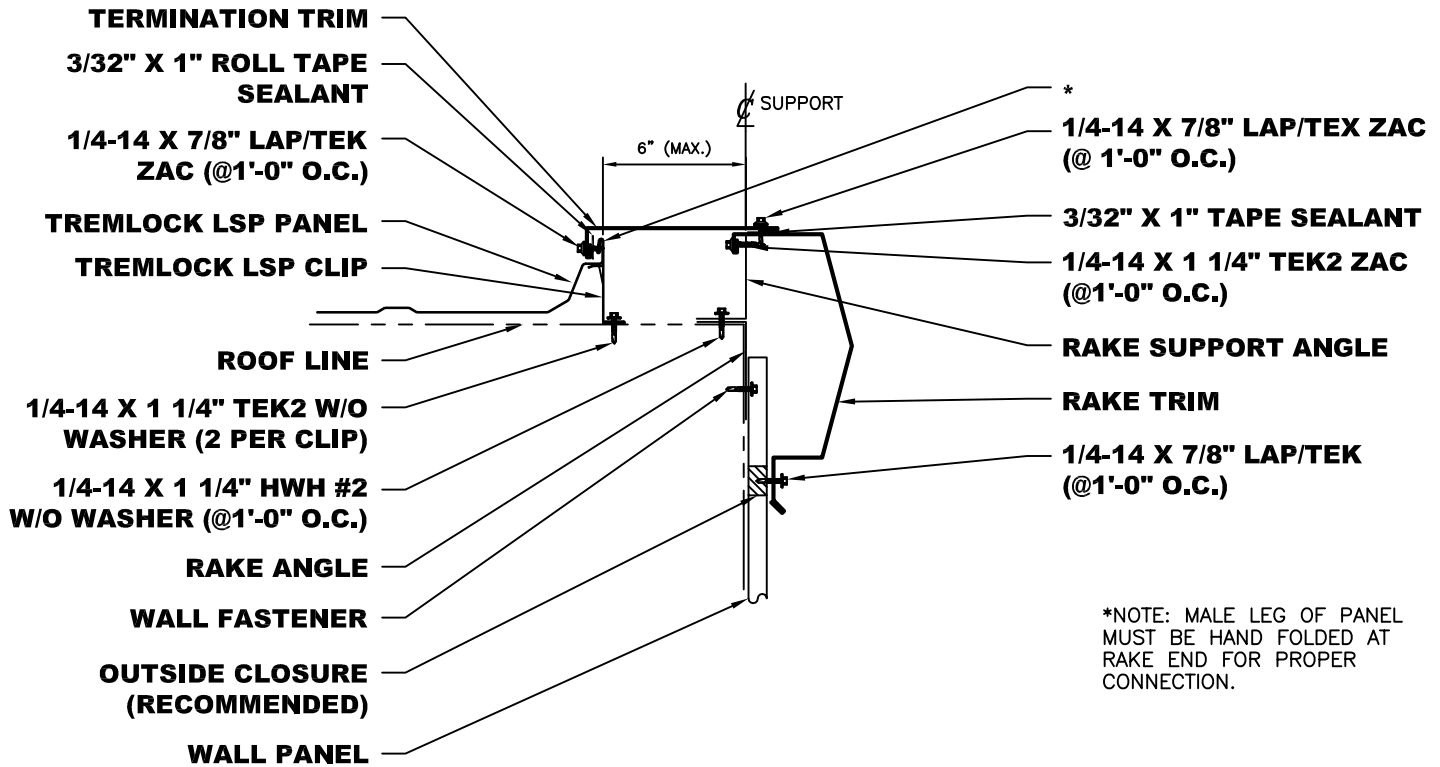 TERMINATION TRIM
3/32" X 1" ROLL TAPE
SEALANT
1/4-14 X 7/8" LAP/TEK
ZAC (@1'-0" O.C.)
TREMLOCK LSP PANEL
TREMLOCK LSP CLIP
ROOF LINE
1/4-14 X 1 1/4" TEK2 W/O
WASHER (2 PER CLIP)
1/4-14 X 1 1/4" HWH #2
W/O WASHER (@1'-0" O.C.)
RAKE ANGLE
WALL FASTENER
OUTSIDE CLOSURE
(RECOMMENDED)
WALL PANEL
℄ SUPPORT
6" (MAX.)
*
1/4-14 X 7/8" LAP/TEX ZAC
(@ 1'-0" O.C.)
3/32" X 1" TAPE SEALANT
1/4-14 X 1 1/4" TEK2 ZAC
(@1'-0" O.C.)
RAKE SUPPORT ANGLE
RAKE TRIM
1/4-14 X 7/8" LAP/TEK
(@1'-0" O.C.)
*NOTE: MALE LEG OF PANEL
MUST BE HAND FOLDED AT
RAKE END FOR PROPER
CONNECTION.